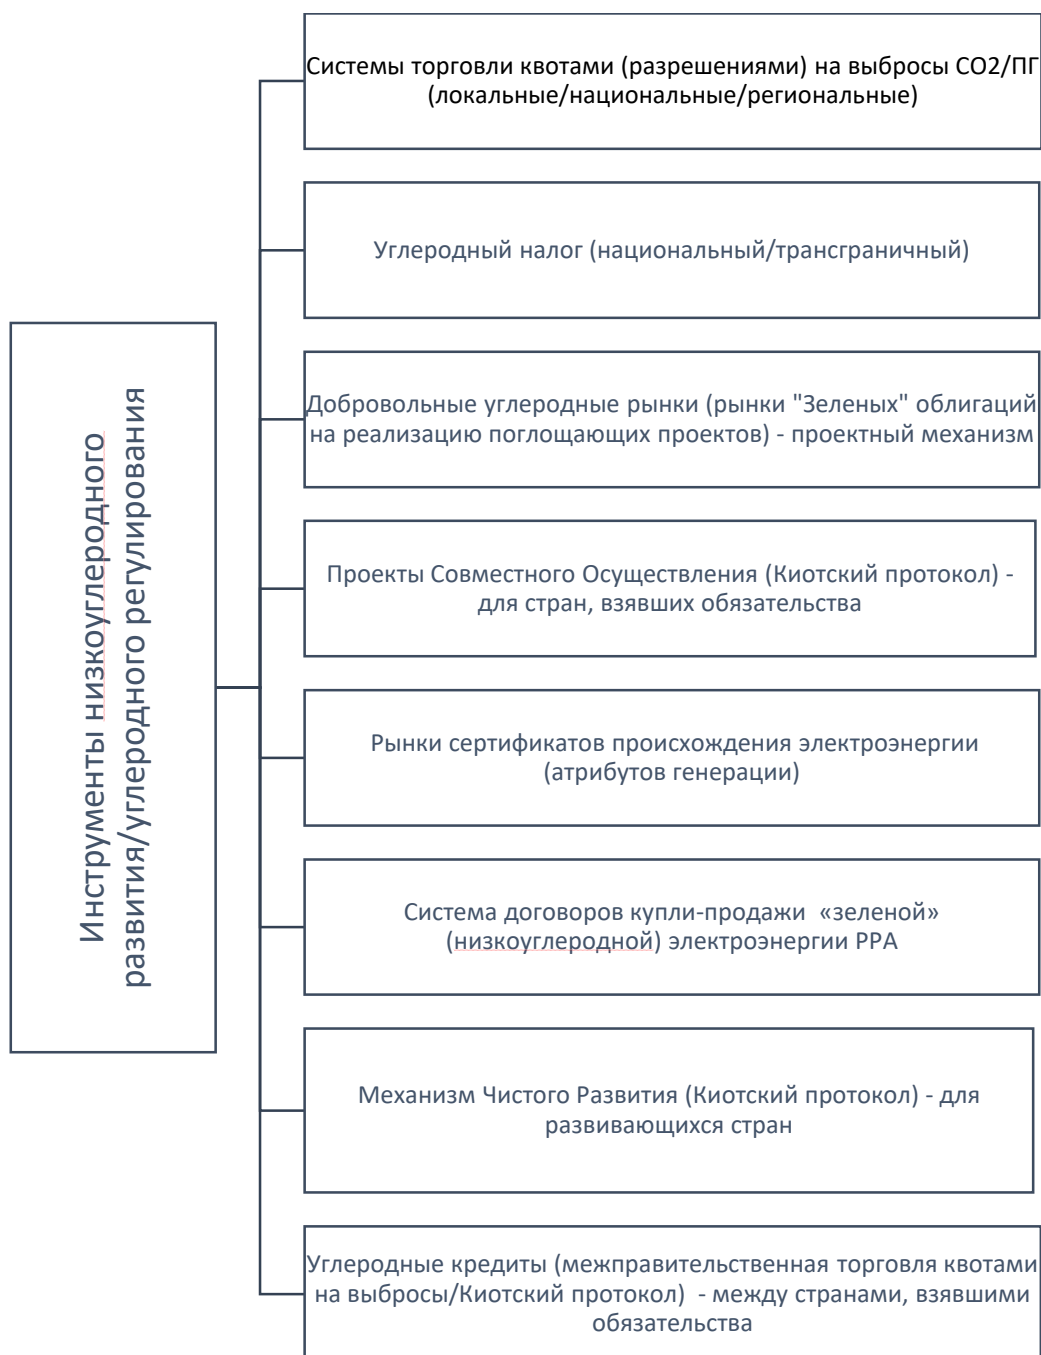 Инструменты низкоуглеродного
развития/углеродного регулирования
Системы торговли квотами (разрешениями) на выбросы СО2/ПГ
(локальные/национальные/региональные)
Углеродный налог (национальный/трансграничный)
Добровольные углеродные рынки (рынки "Зеленых" облигаций
на реализацию поглощающих проектов) - проектный механизм
Проекты Совместного Осуществления (Киотский протокол) -
для стран, взявших обязательства
Рынки сертификатов происхождения электроэнергии
(атрибутов генерации)
Система договоров купли-продажи «зеленой»
(низкоуглеродной) электроэнергии PPA
Механизм Чистого Развития (Киотский протокол) - для
развивающихся стран
Углеродные кредиты (межправительственная торговля квотами
на выбросы/Киотский протокол) - между странами, взявшими
обязательства